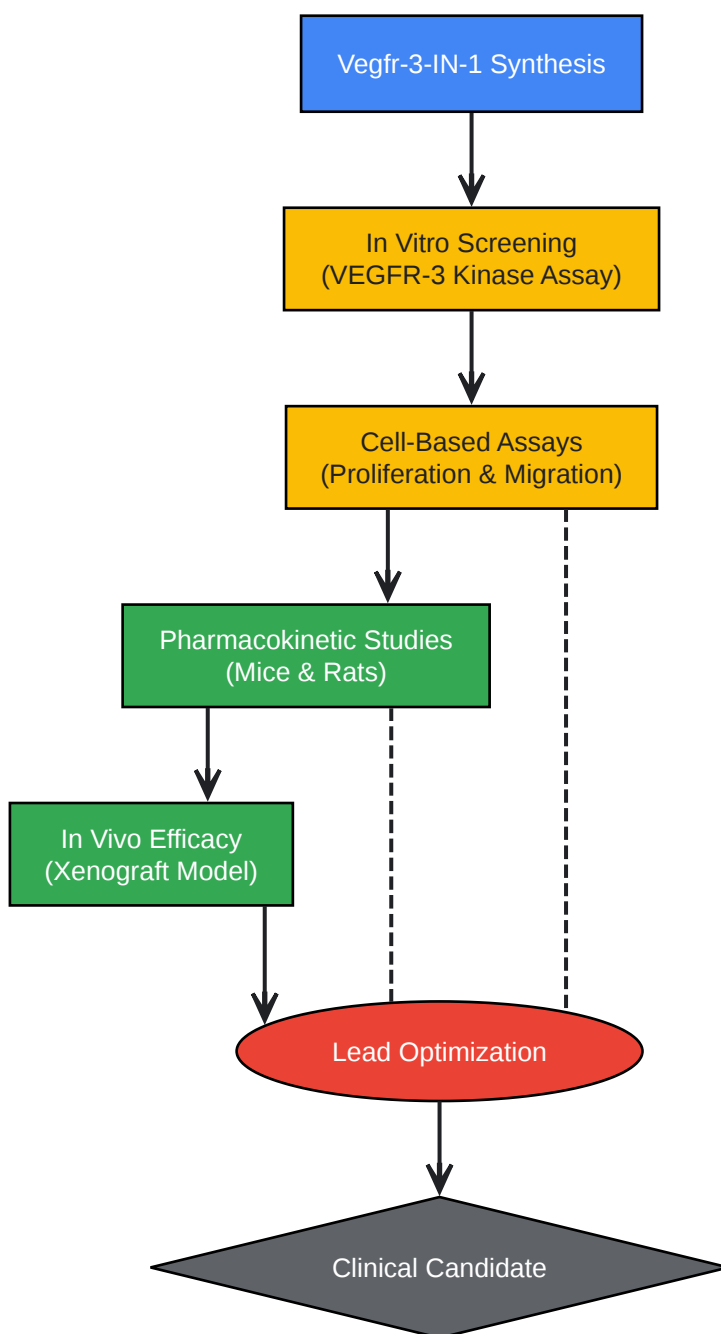 Vegfr-3-IN-1 Synthesis
In Vitro Screening
(VEGFR-3 Kinase Assay)
Cell-Based Assays
(Proliferation & Migration)
Pharmacokinetic Studies
(Mice & Rats)
In Vivo Efficacy
(Xenograft Model)
Lead Optimization
Clinical Candidate